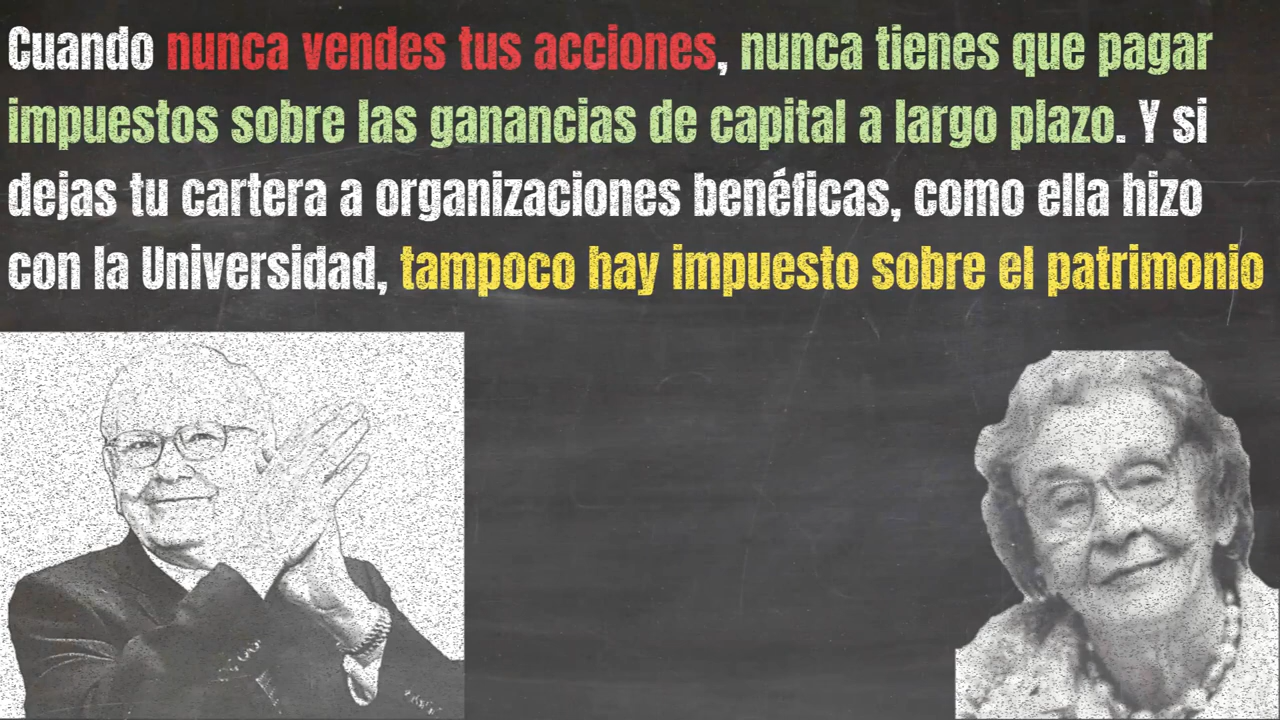 Cuando nunca vendes tus acciones, nunca tienes que pagar
impuestos sobre las ganancias de capital a largo plazo. Y si
dejas tu cartera a organizaciones benéficas, como ella hizo
con la Universidad, tampoco hay impuesto sobre el patrimonio